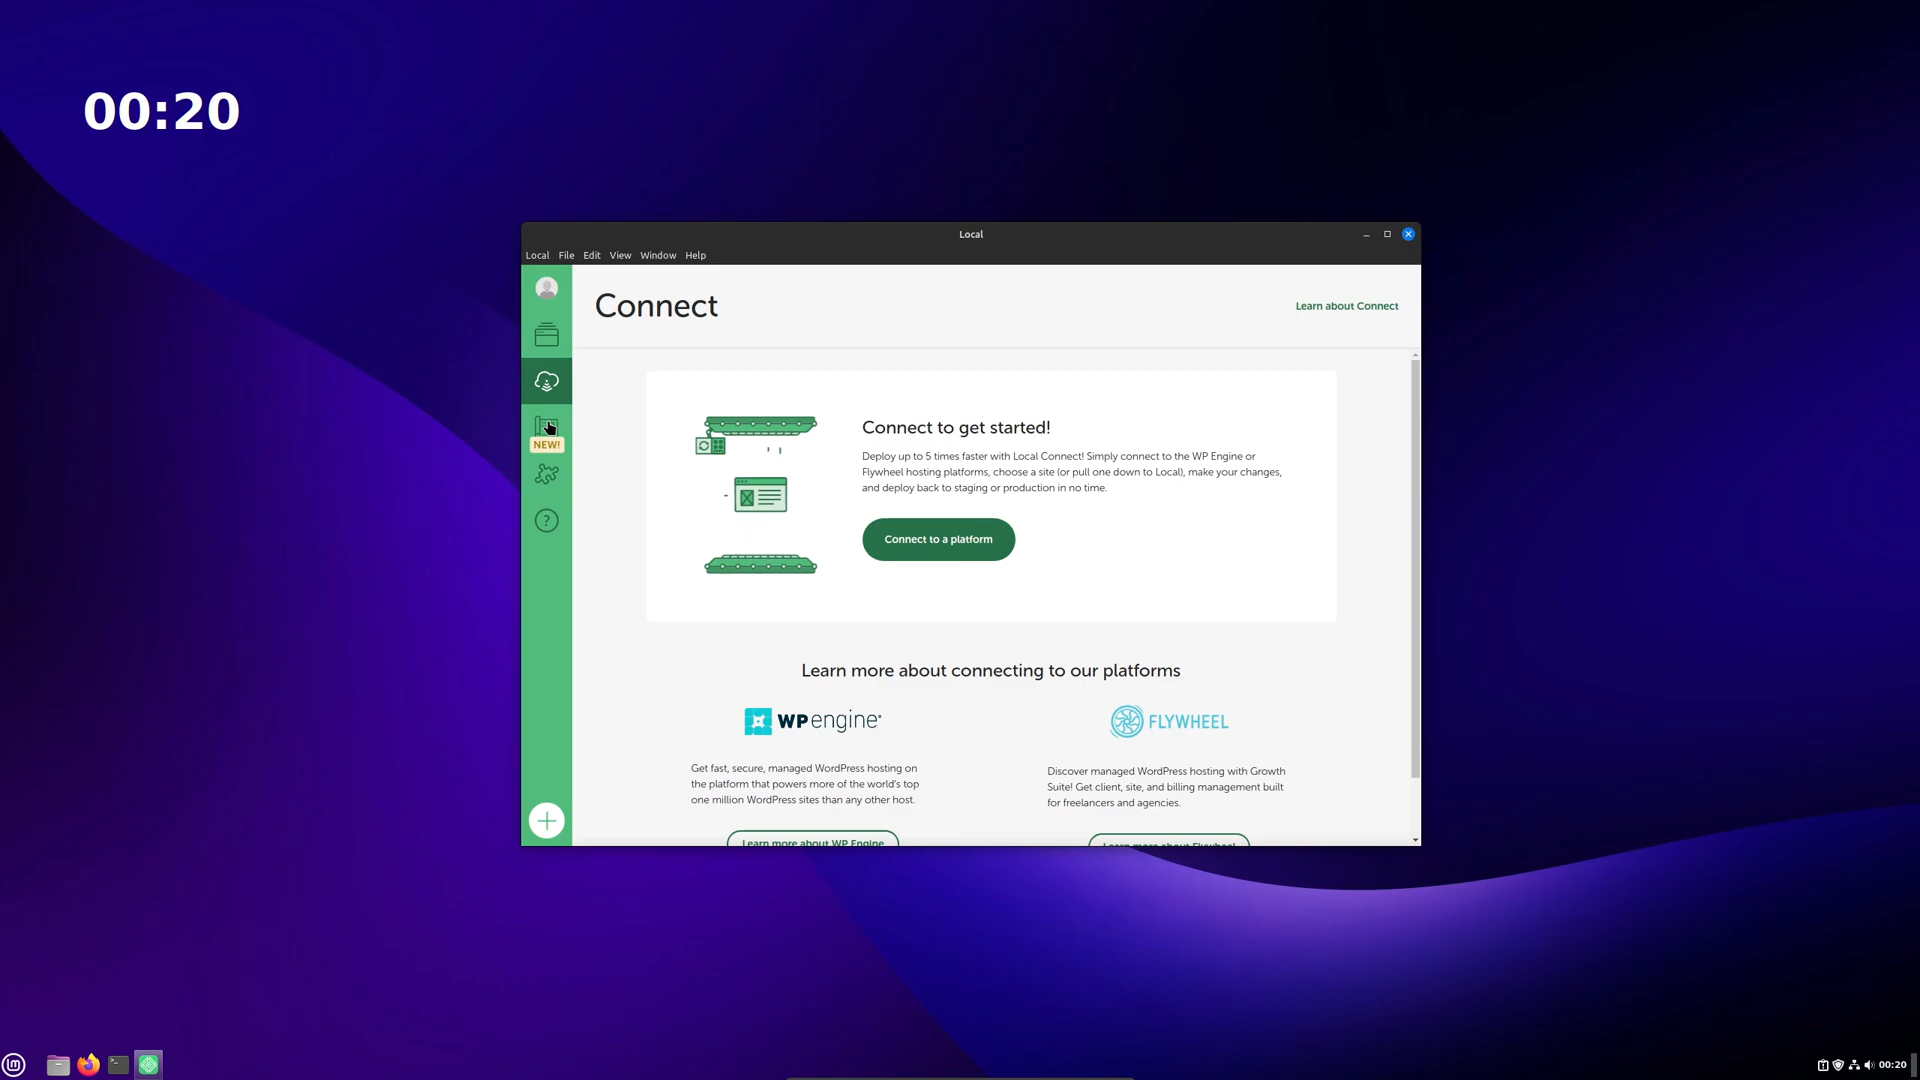 00:20
Local
Local File Edit View Window Help
Connect
Learn about Connect
NEW!
Connect to get started!
Deploy up to 5 times faster with Local Connect! Simply connect to the WP Engine or
Flywheel hosting platforms, choose a site (or pull one down to Local), make your changes,
and deploy back to staging or production in no time.
Connect to a platform
Learn more about connecting to our platforms
WP engine®
FLYWHEEL
Get fast, secure, managed WordPress hosting on
the platform that powers more of the world's top
one million WordPress sites than any other host.
Discover managed WordPress hosting with Growth
Suite! Get client, site, and billing management built
for freelancers and agencies.
Learn more about WP Engine
Learn more about Flywheel
00:20